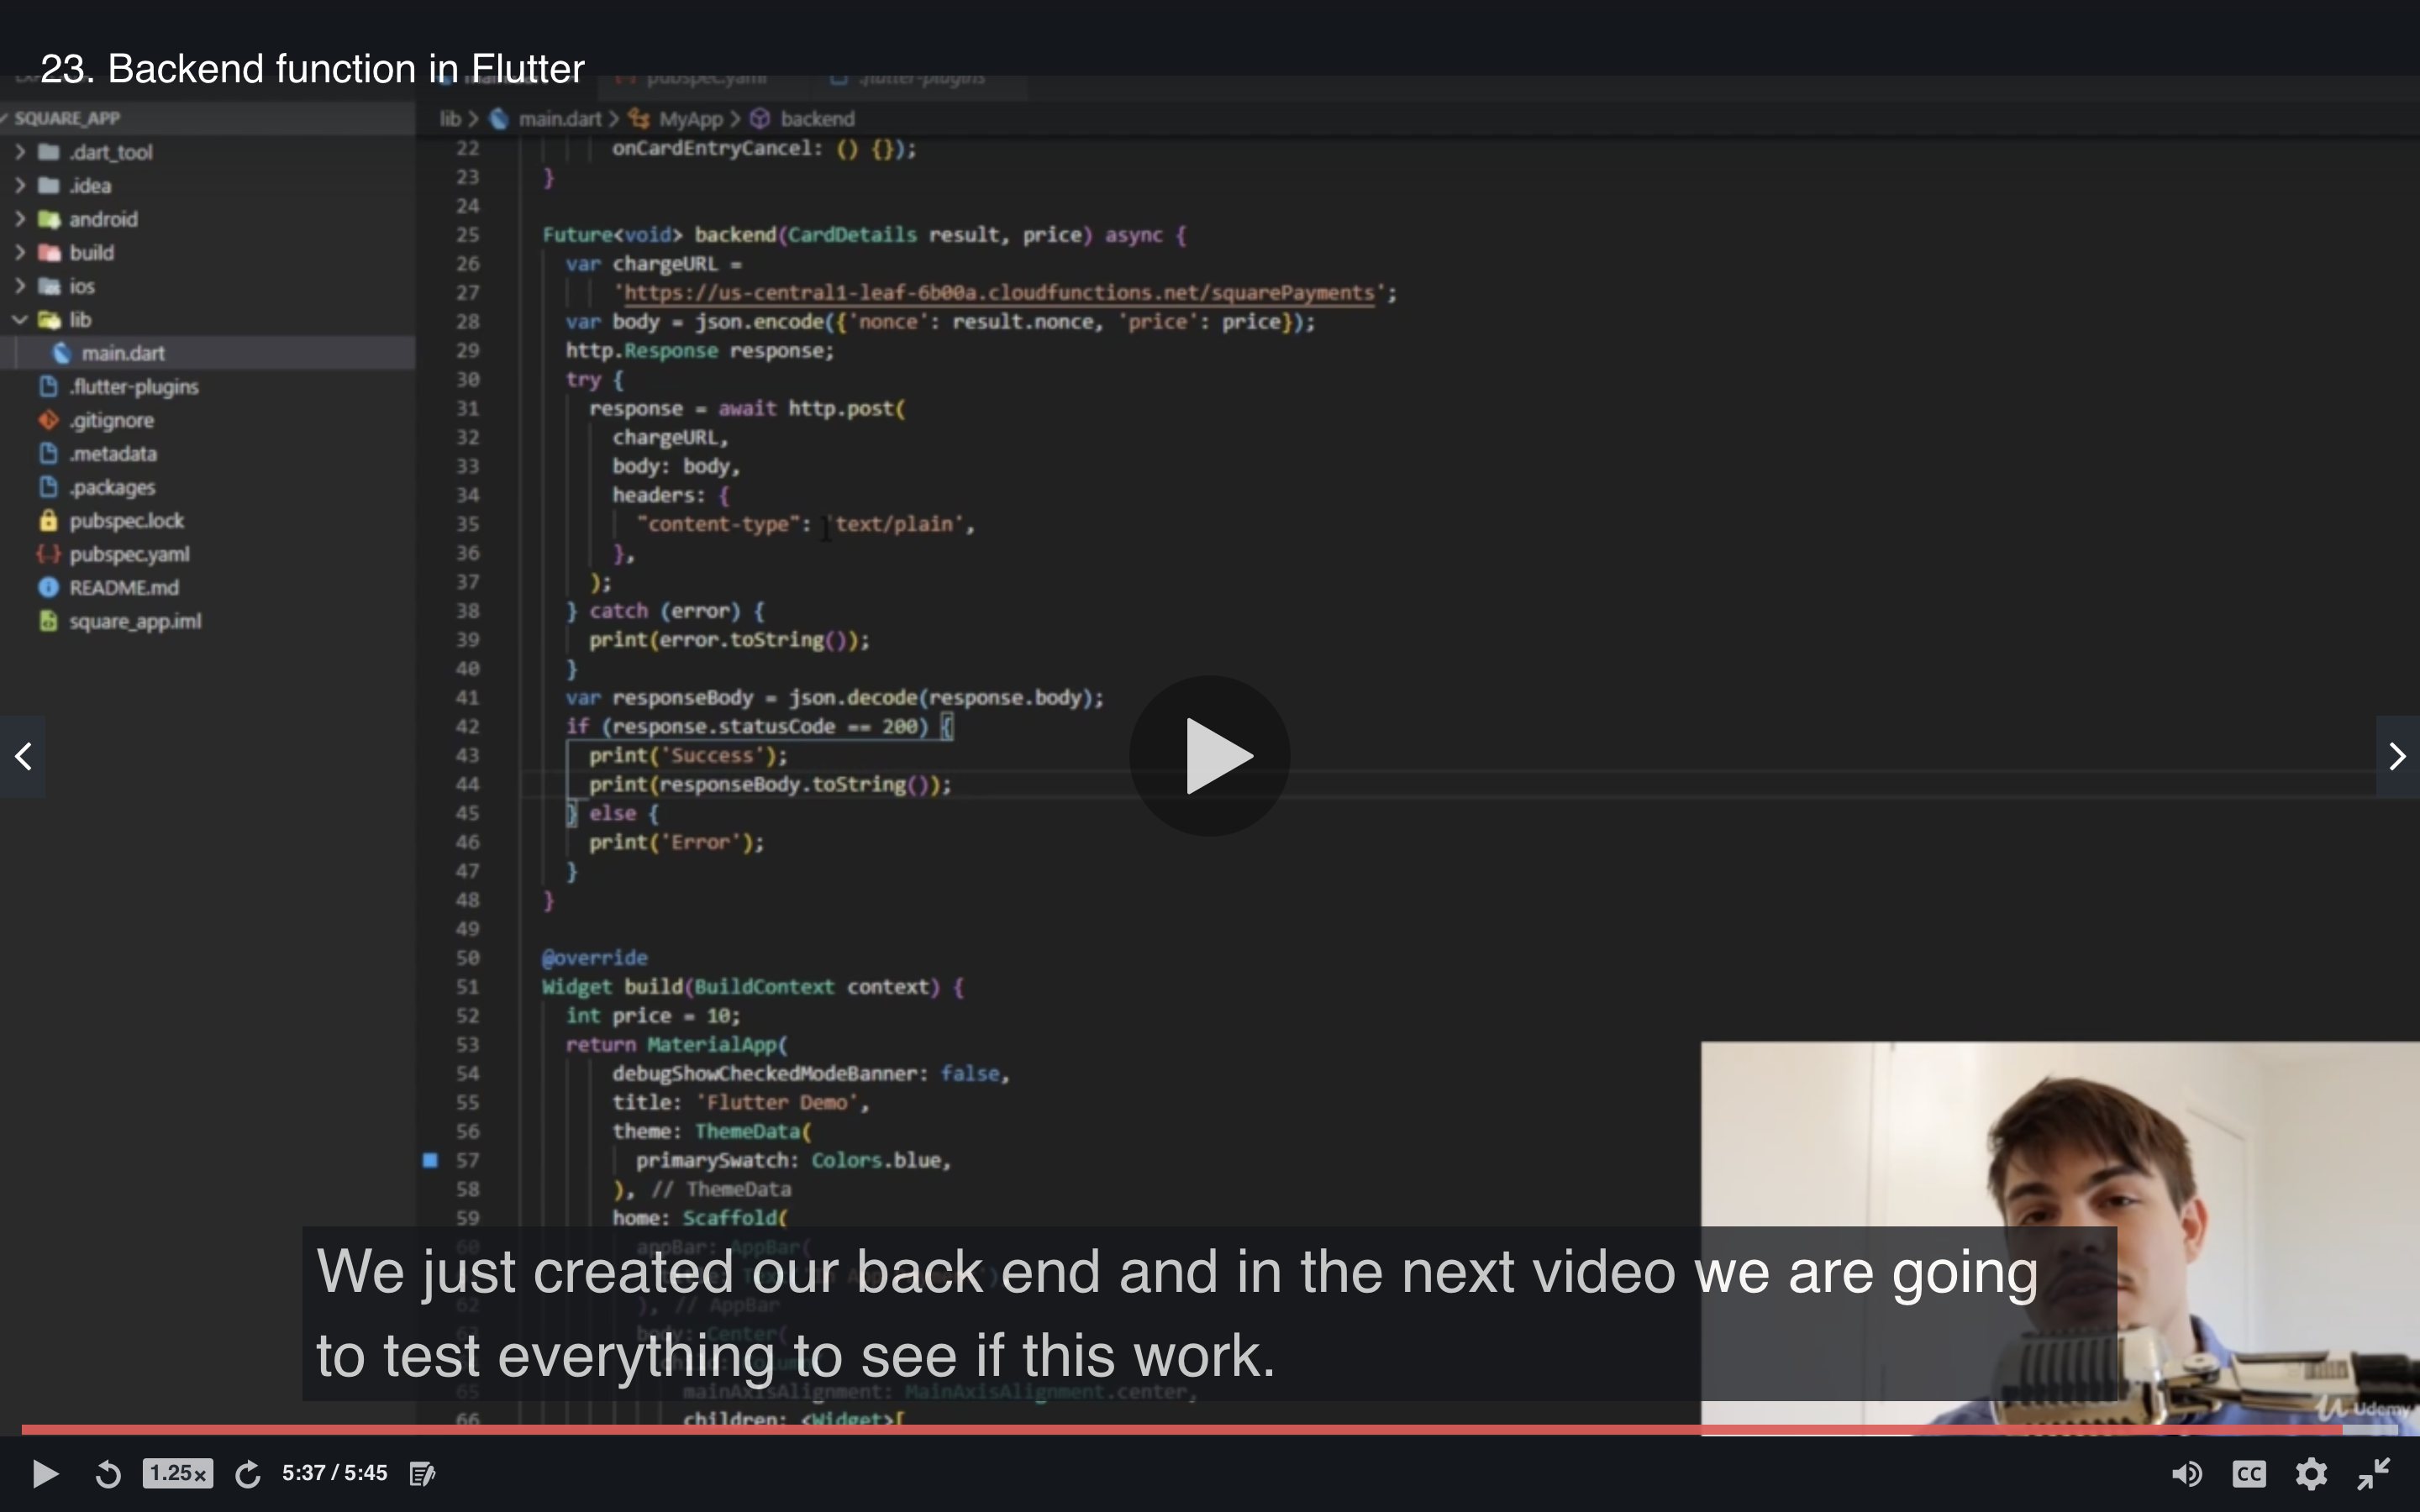 23. Backend function in Flutter
main.dart pubspec.yaml .flutter-plugins
SQUARE_APP
.dart_tool
.idea
android
build
ios
lib
main.dart
.flutter-plugins
.gitignore
.metadata
.packages
pubspec.lock
pubspec.yaml
README.md
square_app.iml
lib > main.dart > MyApp > backend
22 onCardEntryCancel: () {});
23 }
24
25 Future<void> backend(CardDetails result, price) async {
26 var chargeURL =
27 'https://us-central1-leaf-6b00a.cloudfunctions.net/squarePayments';
28 var body = json.encode({'nonce': result.nonce, 'price': price});
29 http.Response response;
30 try {
31 response = await http.post(
32 chargeURL,
33 body: body,
34 headers: {
35 "content-type": 'text/plain',
36 },
37 );
38 } catch (error) {
39 print(error.toString());
40 }
41 var responseBody = json.decode(response.body);
42 if (response.statusCode == 200) {
43 print('Success');
44 print(responseBody.toString());
45 } else {
46 print('Error');
47 }
48 }
49
50 @override
51 Widget build(BuildContext context) {
52 int price = 10;
53 return MaterialApp(
54 debugShowCheckedModeBanner: false,
55 title: 'Flutter Demo',
56 theme: ThemeData(
57 primarySwatch: Colors.blue,
58 ), // ThemeData
59 home: Scaffold(
60 appBar: AppBar(
62 ), // AppBar
body: Center(
65 mainAxisAlignment: MainAxisAlignment.center,
66 children: <Widget>[
We just created our back end and in the next video we are going
to test everything to see if this work.
Udemy
1.25x
5:37 / 5:45
CC